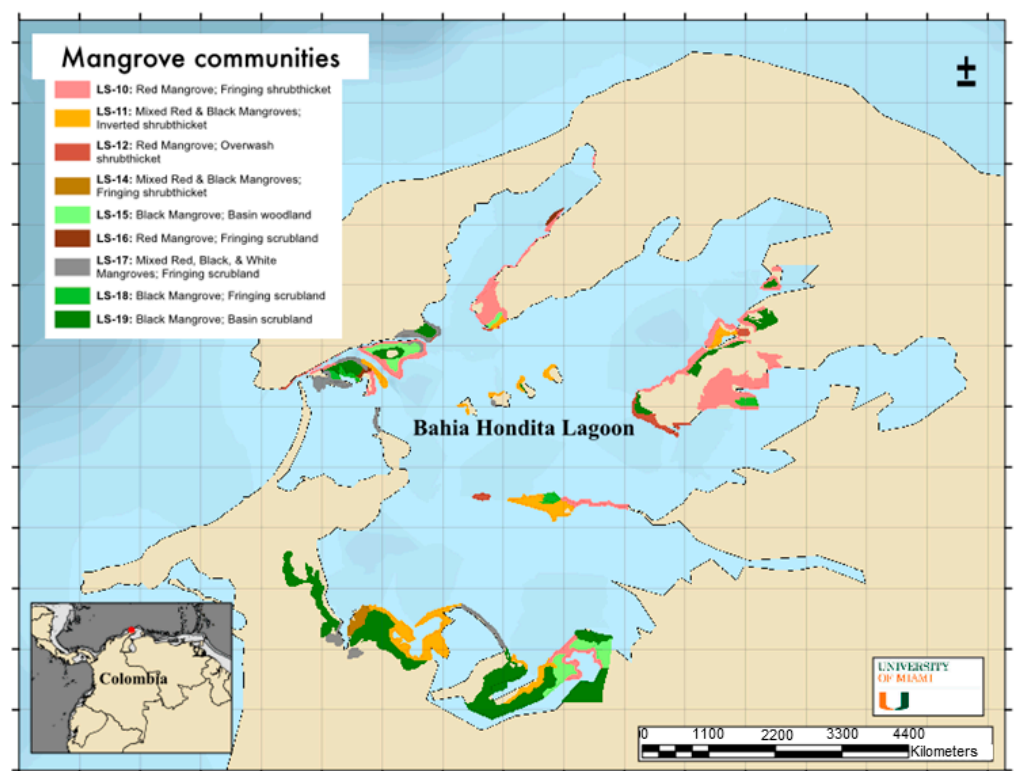 Mangrove communities
LS-10: Red Mangrove; Fringing shrubthicket
LS-11: Mixed Red & Black Mangroves;
Inverted shrubthicket
LS-12: Red Mangrove; Overwash
shrubthicket
LS-14: Mixed Red & Black Mangroves;
Fringing shrubthicket
LS-15: Black Mangrove; Basin woodland
LS-16: Red Mangrove; Fringing scrubland
LS-17: Mixed Red, Black, & White
Mangroves; Fringing scrubland
LS-18: Black Mangrove; Fringing scrubland
LS-19: Black Mangrove; Basin scrubland
Bahia Hondita Lagoon
Colombia
UNIVERSITY
OF MIAMI
U
0 1100 2200 3300 4400
Kilometers